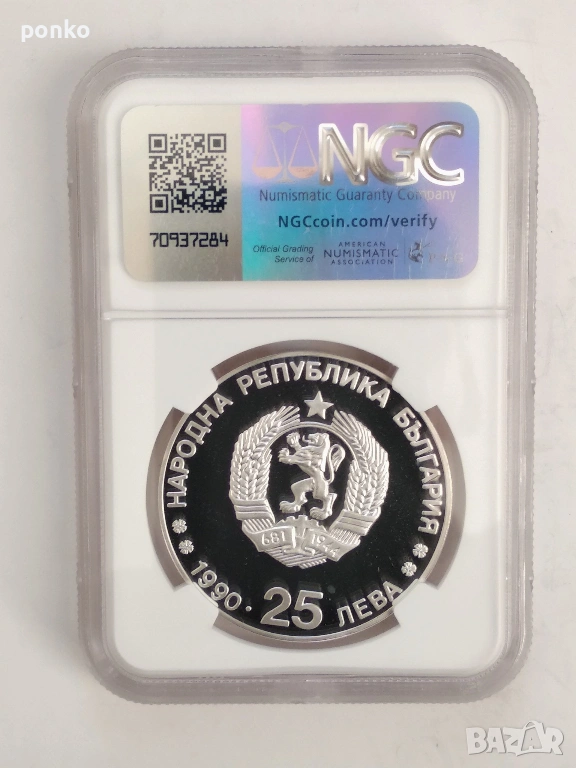 ponko
NGC
Numismatic Guaranty Company
NGCcoin.com/verify
70937284
Official Grading
Service of
AMERICAN
NUMISMATIC
ASSOCIATION
НАРОДНА РЕПУБЛИКА БЪЛГАРИЯ
681 1944
1990 · 25 ЛЕВА
BAZAR